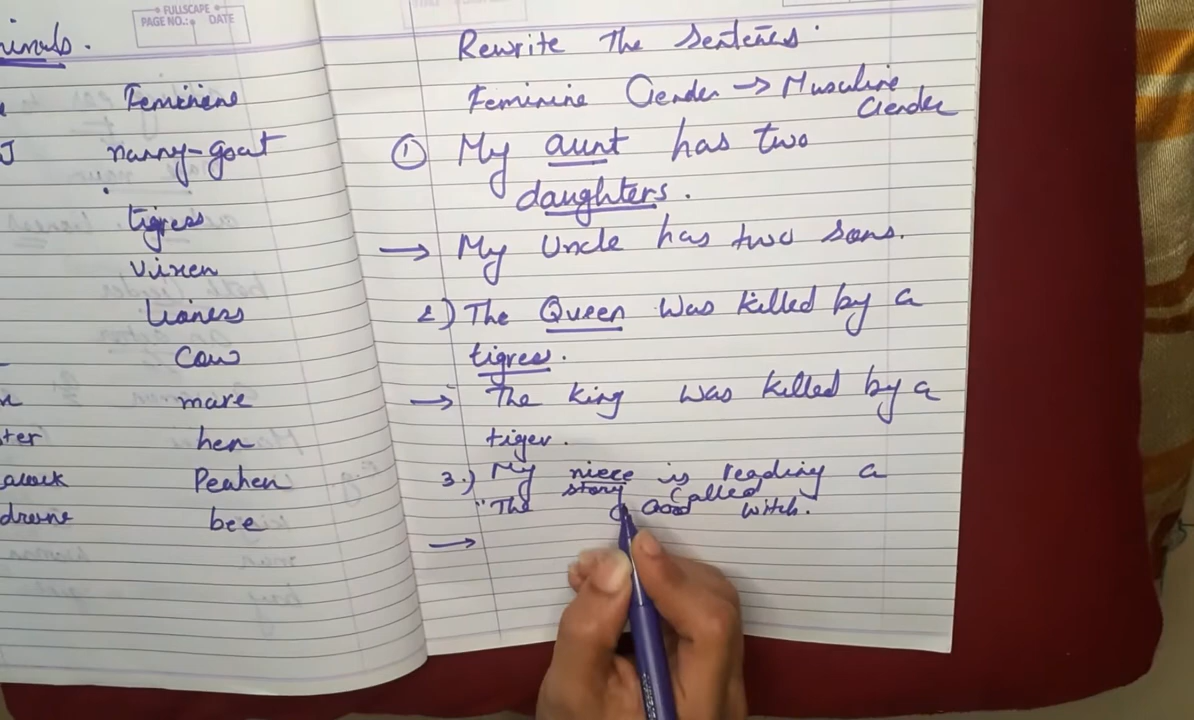 FULLSCAPE
PAGE NO.: DATE
Feminine
nanny-goat
tigress
vixen
lioness
Cow
mare
hen
Peahen
drone bee
Rewrite The Sentences.
Feminine Gender → Musculine
Gender
① My aunt has two
daughters.
→ My Uncle has two sons.
2) The Queen was killed by a
tigress.
→ The king was killed by a
tiger.
3.) My niece is reading a
story Called
"The Good Witch.
→